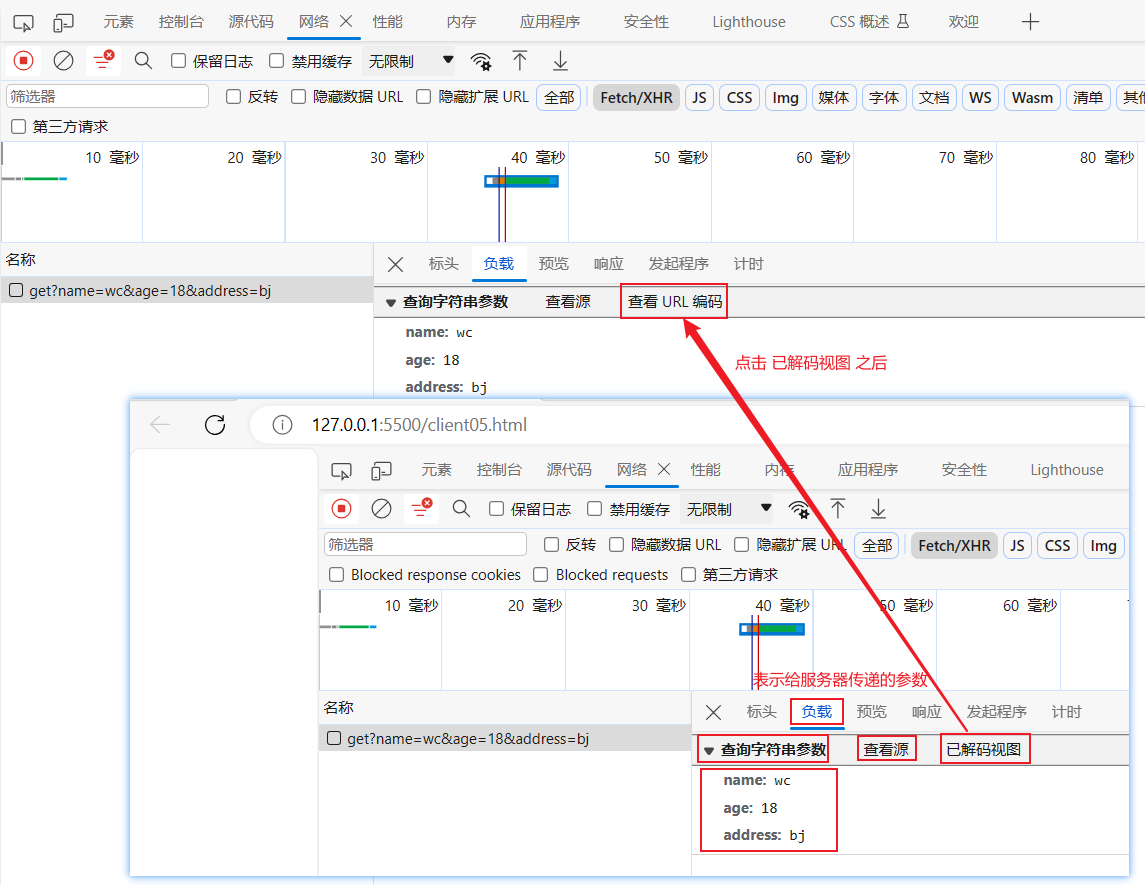 元素 控制台 源代码 网络 性能 内存 应用程序 安全性 Lighthouse CSS 概述 欢迎
保留日志 禁用缓存 无限制
筛选器 反转 隐藏数据 URL 隐藏扩展 URL 全部 Fetch/XHR JS CSS Img 媒体 字体 文档 WS Wasm 清单
第三方请求
10 毫秒 20 毫秒 30 毫秒 40 毫秒 50 毫秒 60 毫秒 70 毫秒 80 毫秒
名称
标头 负载 预览 响应 发起程序 计时
get?name=wc&age=18&address=bj
查询字符串参数 查看源 查看 URL 编码
name: wc
age: 18
address: bj
点击 已解码视图 之后
127.0.0.1:5500/client05.html
元素 控制台 源代码 网络 性能 内存 应用程序 安全性 Lighthouse
保留日志 禁用缓存 无限制
筛选器 反转 隐藏数据 URL 隐藏扩展 URL 全部 Fetch/XHR JS CSS Img
Blocked response cookies Blocked requests 第三方请求
10 毫秒 20 毫秒 30 毫秒 40 毫秒 50 毫秒 60 毫秒
表示给服务器传递的参数
名称
标头 负载 预览 响应 发起程序 计时
get?name=wc&age=18&address=bj
查询字符串参数 查看源 已解码视图
name: wc
age: 18
address: bj